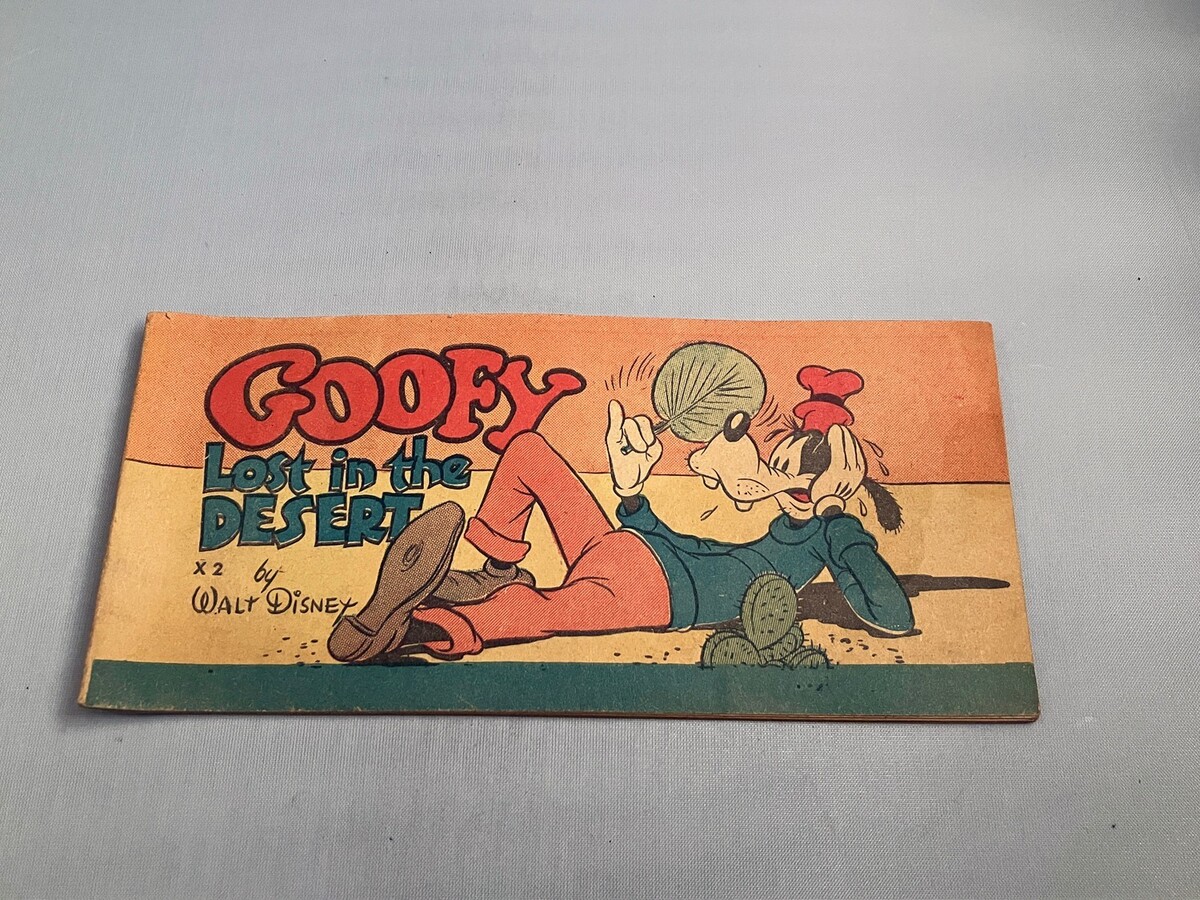 GOOFY
Lost in the
DESERT
X2 by
WALT DISNEY